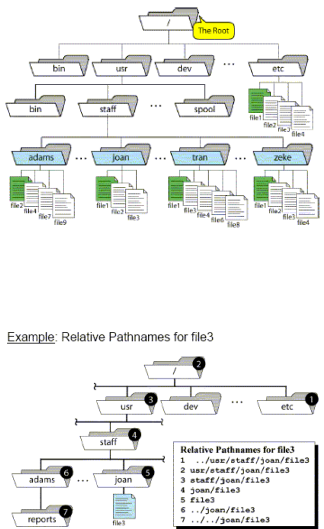 /
The Root
bin usr dev ... etc
bin staff ... spool
file1
file2
file3
file4
adams ... joan ... tran ... zeke
file2
file4
file7
file9
file1
file2
file3
file1
file3
file4
file6
file8
file1
file2
file3
file4
Example: Relative Pathnames for file3
/ 2
usr 3 dev ... etc 1
staff 4
adams 6 ... joan 5
reports 7
file3
Relative Pathnames for file3
1 ../usr/staff/joan/file3
2 usr/staff/joan/file3
3 staff/joan/file3
4 joan/file3
5 file3
6 ../joan/file3
7 ../../joan/file3